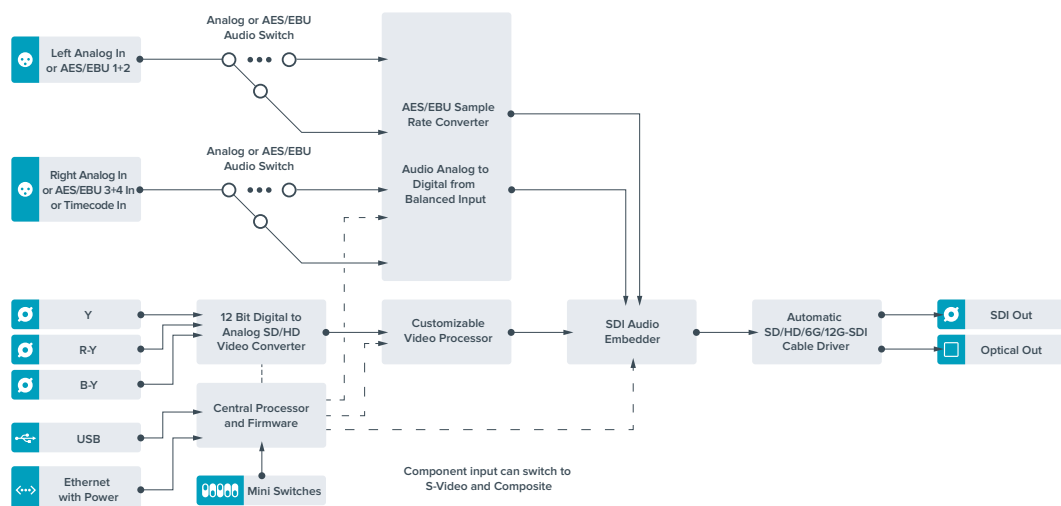 Analog or AES/EBU
Audio Switch
Left Analog In
or AES/EBU 1+2
AES/EBU Sample
Rate Converter
Analog or AES/EBU
Audio Switch
Right Analog In
or AES/EBU 3+4 In
or Timecode In
Audio Analog to
Digital from
Balanced Input
Y
R-Y
B-Y
12 Bit Digital to
Analog SD/HD
Video Converter
Customizable
Video Processor
SDI Audio
Embedder
Automatic
SD/HD/6G/12G-SDI
Cable Driver
SDI Out
Optical Out
Central Processor
and Firmware
USB
Ethernet
with Power
Mini Switches
Component input can switch to
S-Video and Composite